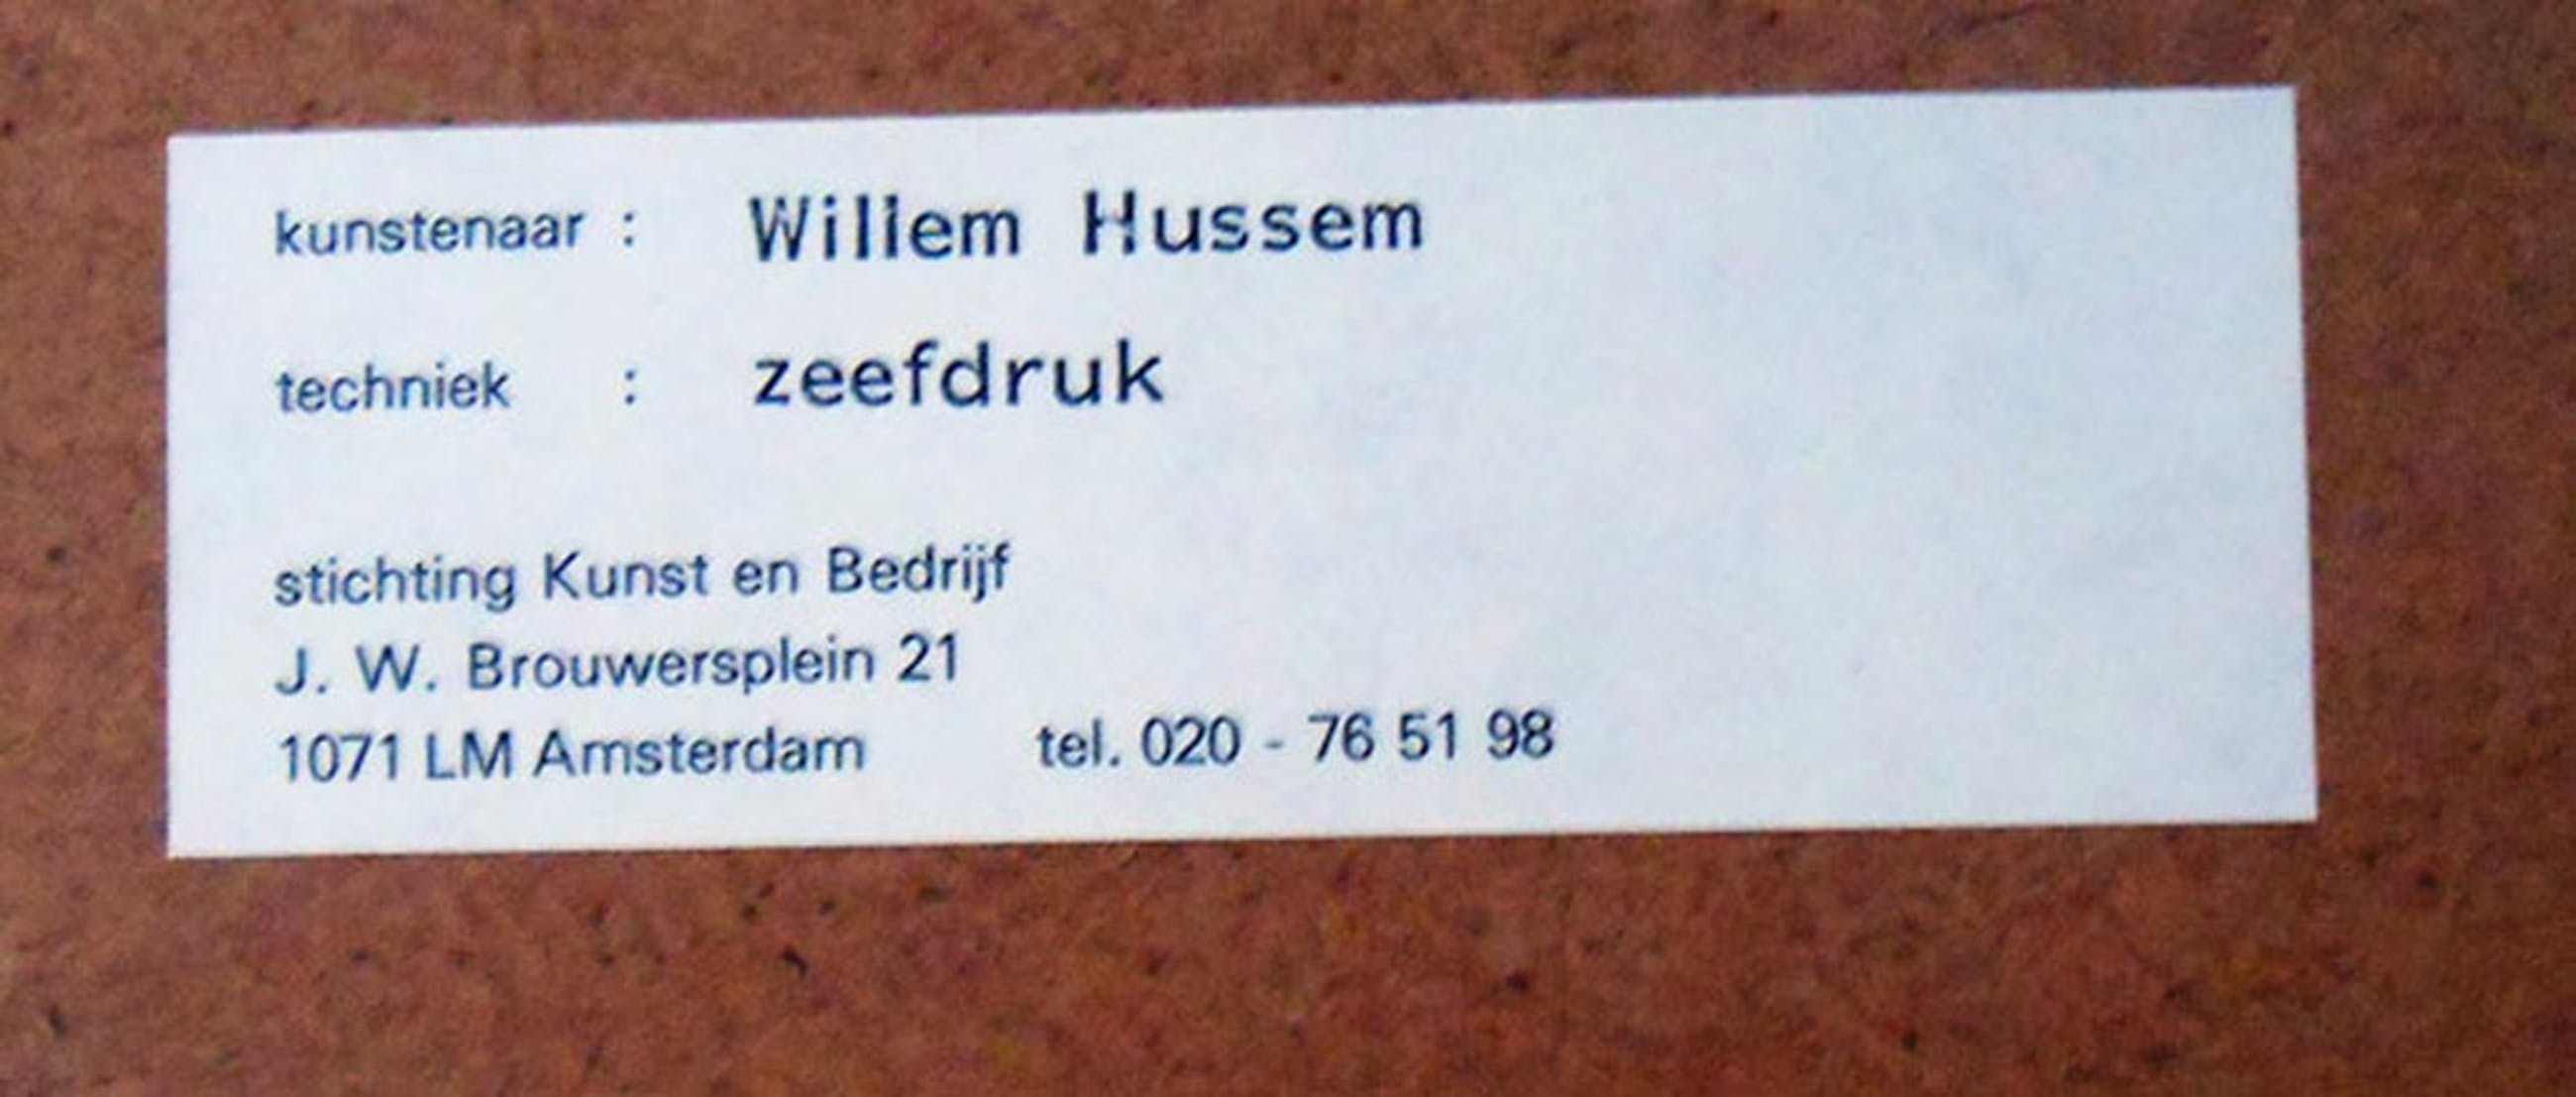 kunstenaar : Willem Hussem
techniek : zeefdruk
stichting Kunst en Bedrijf
J. W. Brouwersplein 21
1071 LM Amsterdam tel. 020 - 76 51 98